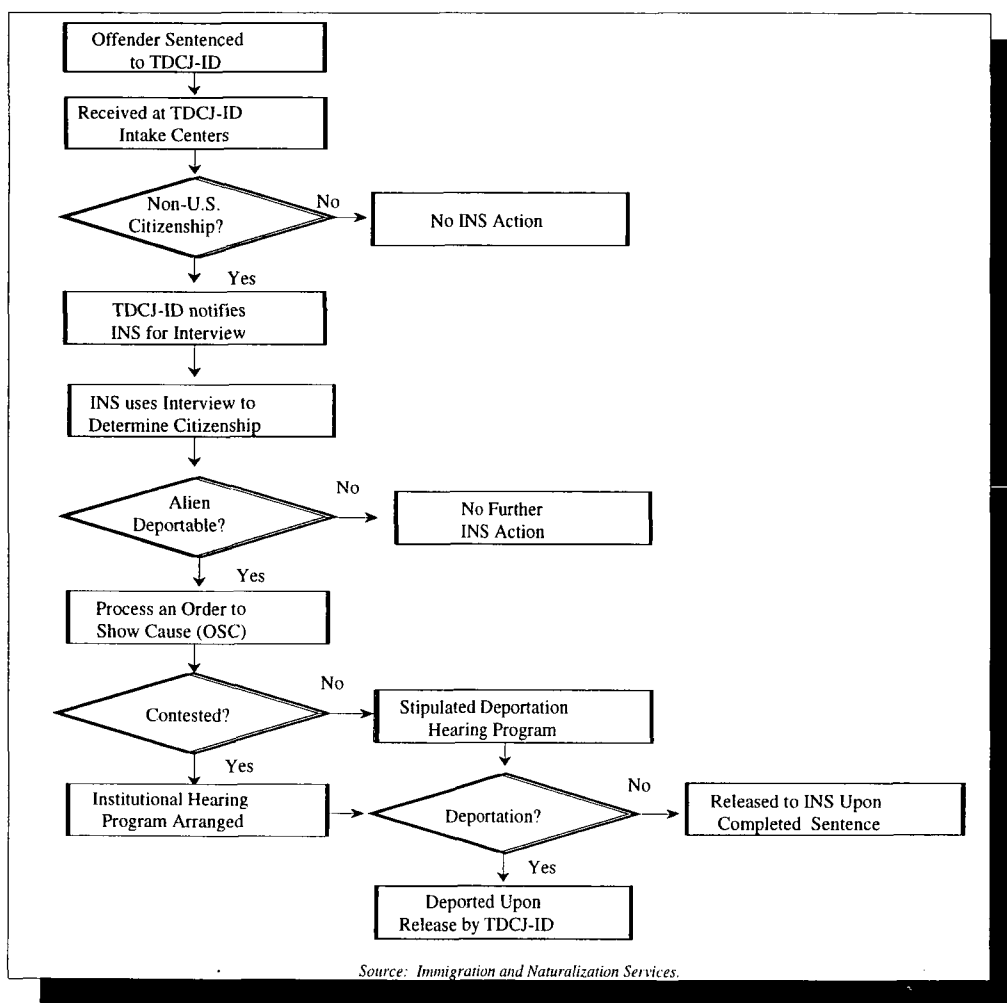 Offender Sentenced
to TDCJ-ID
Received at TDCJ-ID
Intake Centers
Non-U.S.
Citizenship?
No
No INS Action
Yes
TDCJ-ID notifies
INS for Interview
INS uses Interview to
Determine Citizenship
Alien
Deportable?
No
No Further
INS Action
Yes
Process an Order to
Show Cause (OSC)
Contested?
No
Stipulated Deportation
Hearing Program
Yes
Institutional Hearing
Program Arranged
Deportation?
No
Released to INS Upon
Completed Sentence
Yes
Deported Upon
Release by TDCJ-ID
Source: Immigration and Naturalization Services.